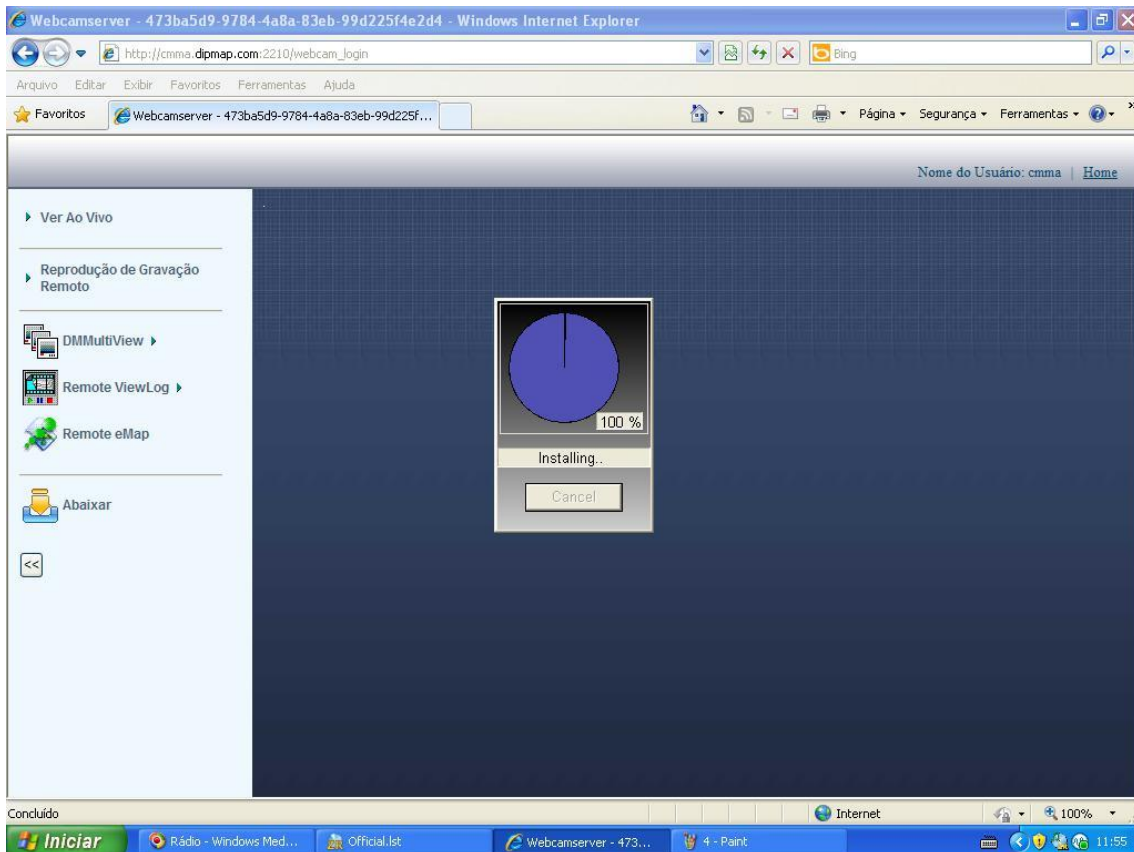 Webcamserver - 473ba5d9-9784-4a8a-83eb-99d225f4e2d4 - Windows Internet Explorer
http://cmma.dipmap.com:2210/webcam_login
Bing
Arquivo Editar Exibir Favoritos Ferramentas Ajuda
Favoritos
Webcamserver - 473ba5d9-9784-4a8a-83eb-99d225f...
Página
Segurança
Ferramentas
Nome do Usuário: cmma | Home
Ver Ao Vivo
Reprodução de Gravação
Remoto
DMMultiView
Remote ViewLog
Remote eMap
Abaixar
<<
100 %
Installing..
Cancel
Concluído
Internet
100%
Iniciar
Rádio - Windows Med...
Official.lst
Webcamserver - 473...
4 - Paint
11:55